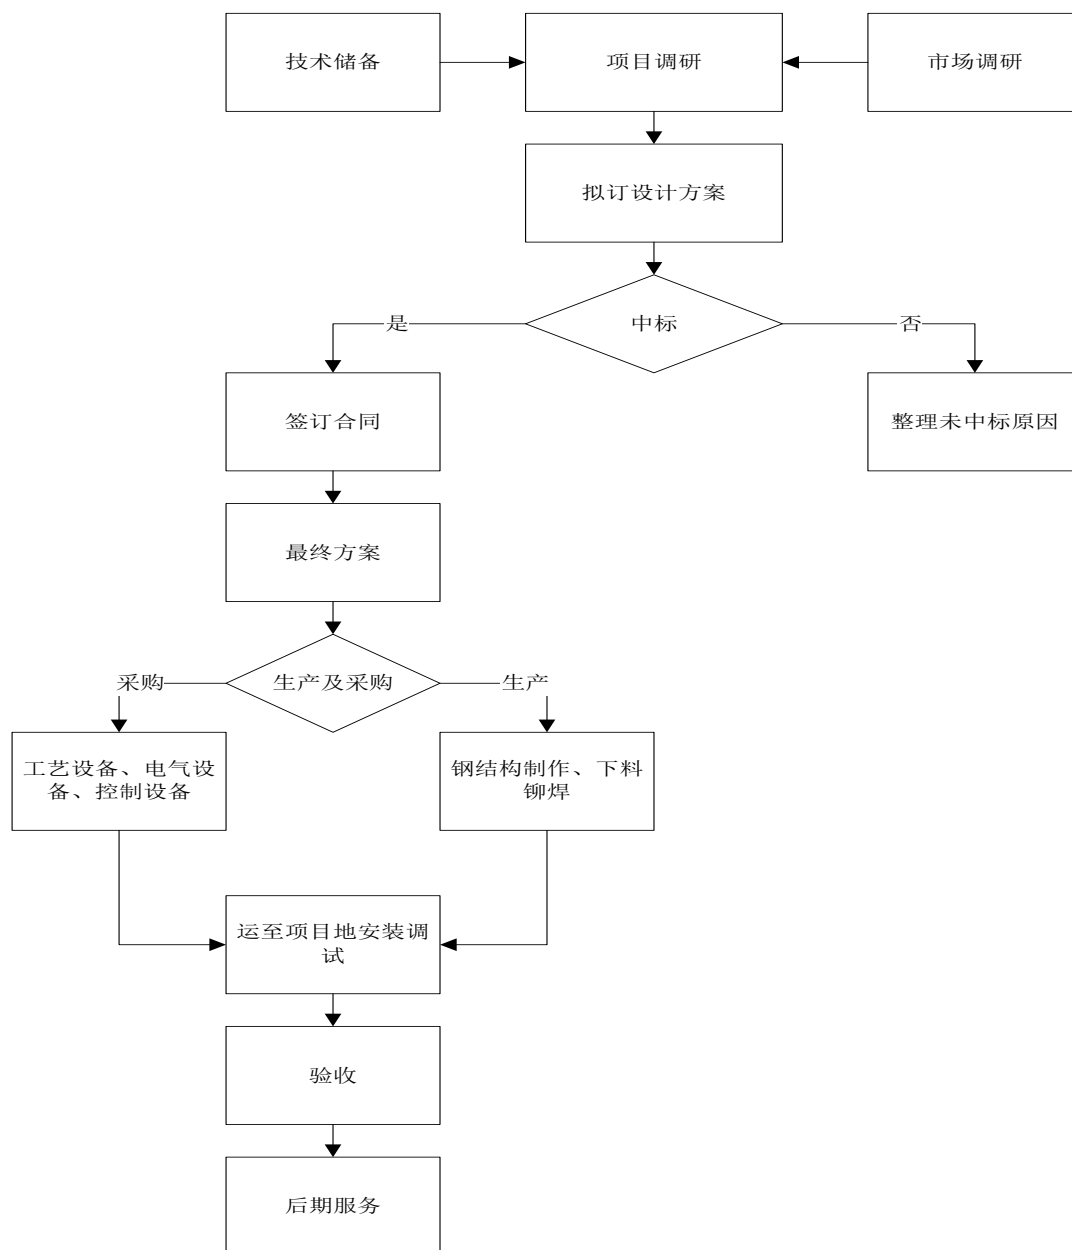 技术储备
项目调研
市场调研
拟订设计方案
中标
是
否
签订合同
整理未中标原因
最终方案
生产及采购
采购
生产
工艺设备、电气设
备、控制设备
钢结构制作、下料
铆焊
运至项目地安装调
试
验收
后期服务